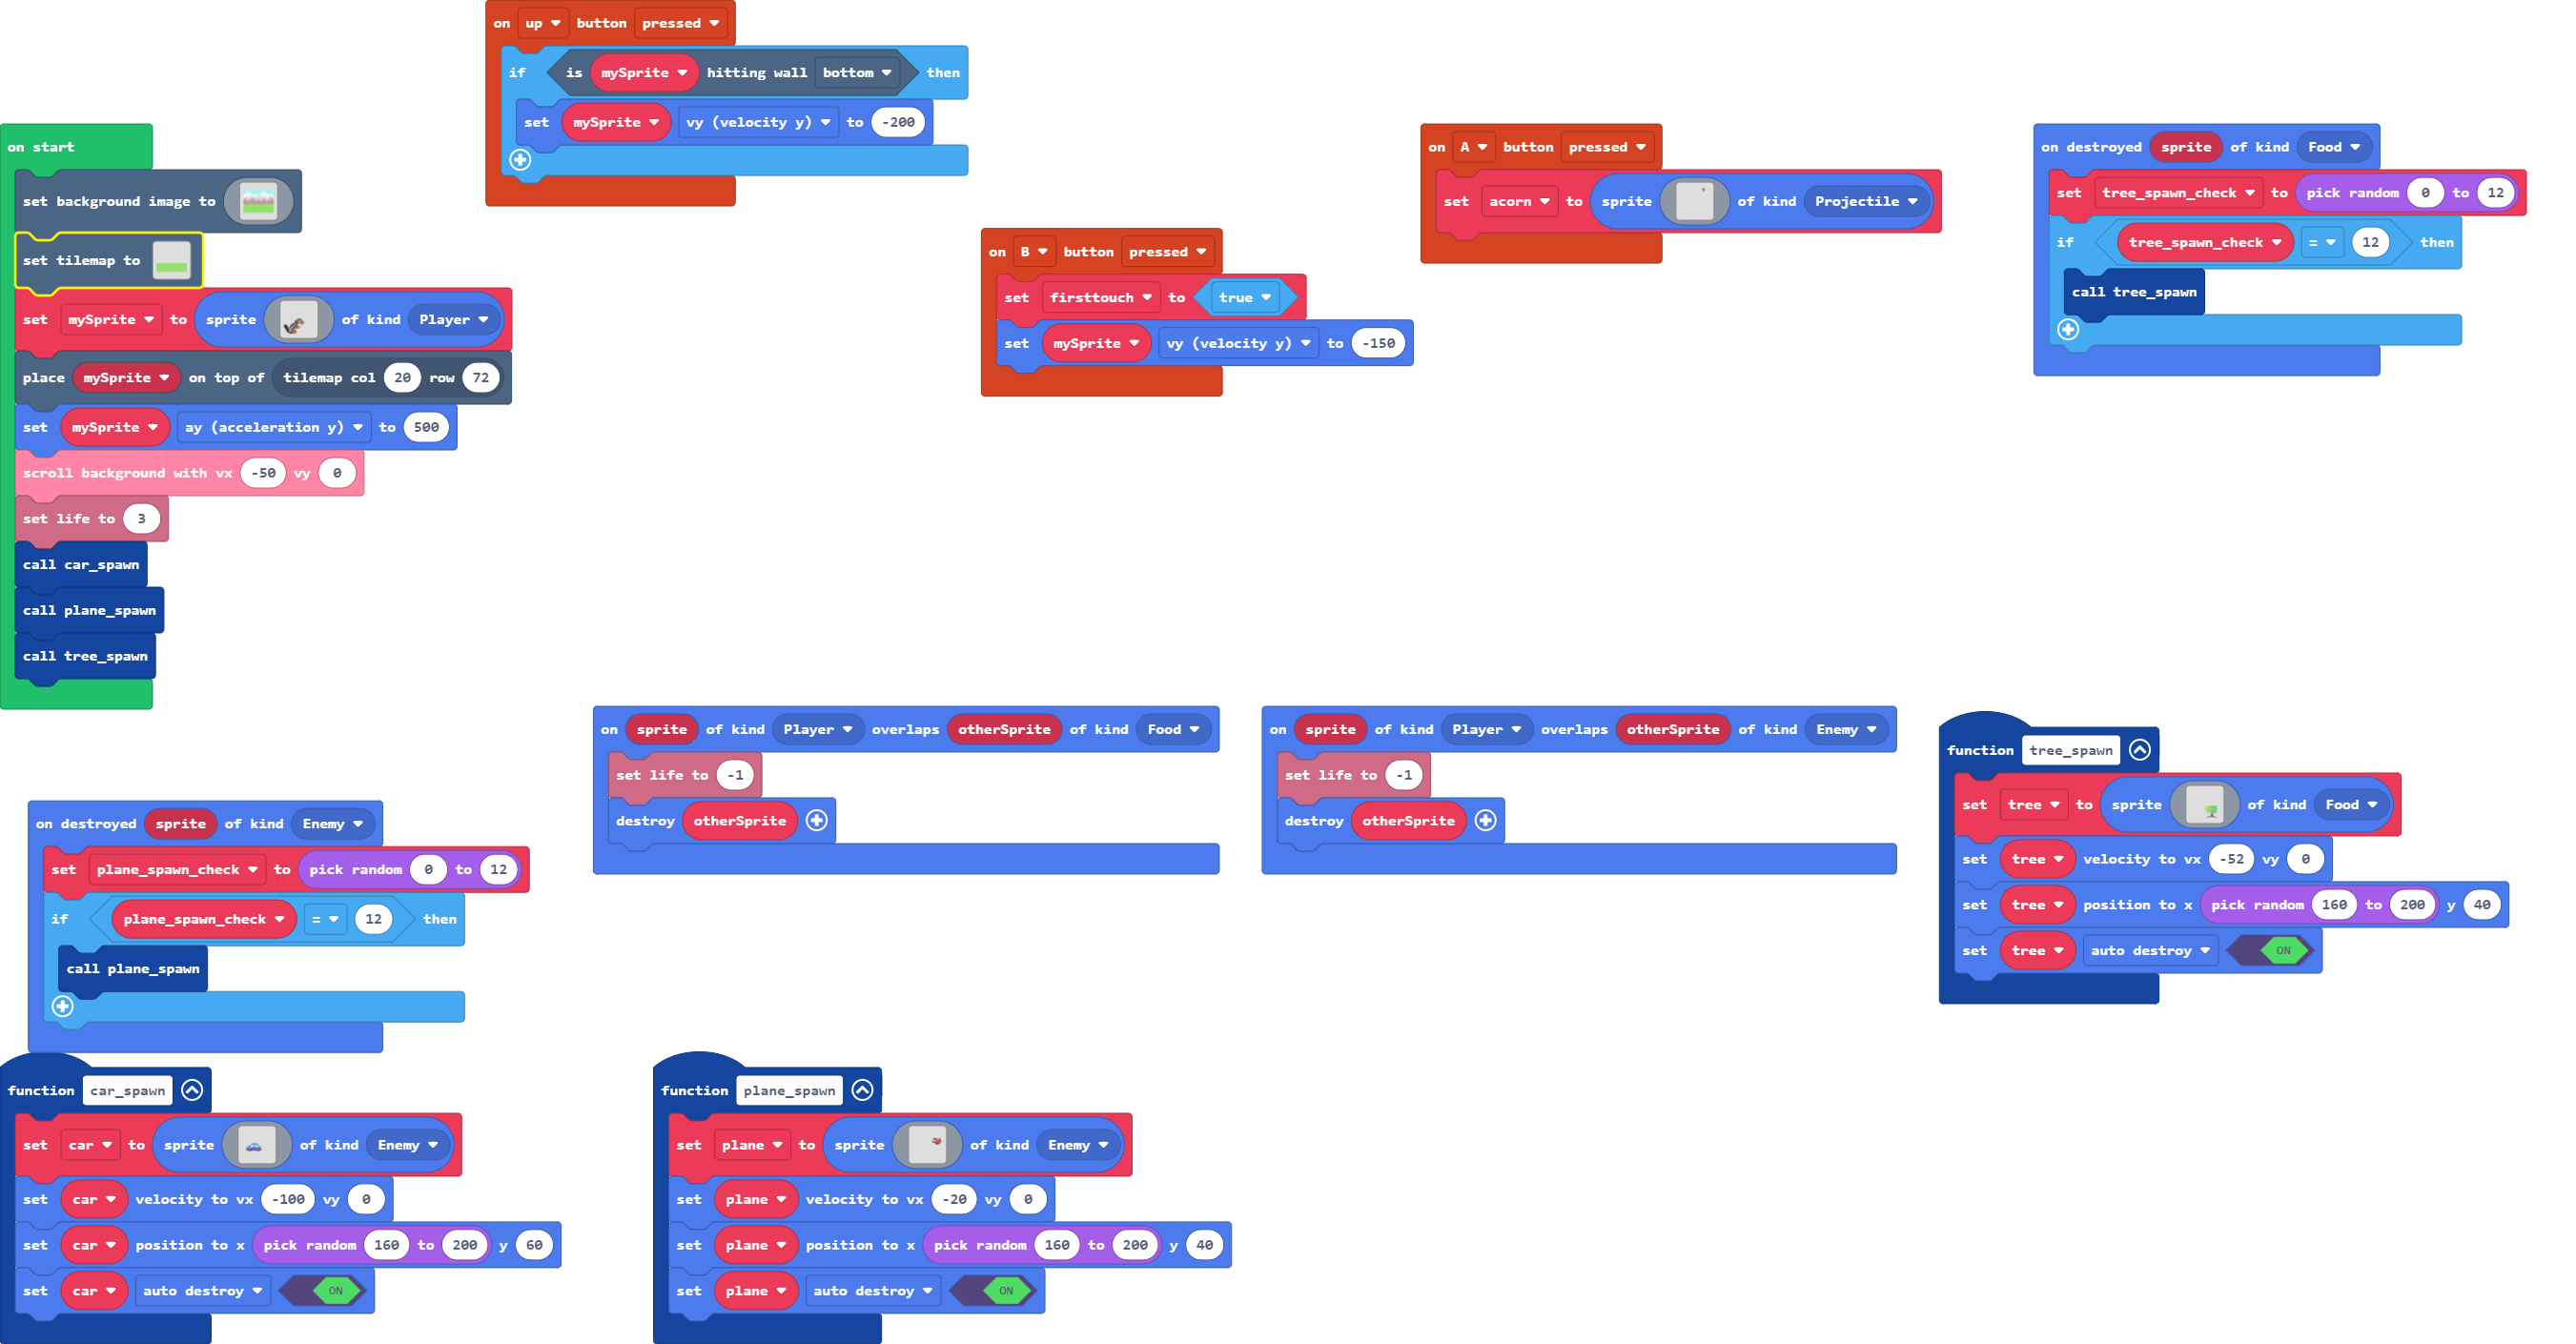 on up button pressed
if is mySprite hitting wall bottom then
set mySprite vy (velocity y) to -200
on start
set background image to
set tilemap to
set mySprite to sprite of kind Player
place mySprite on top of tilemap col 20 row 72
set mySprite ay (acceleration y) to 500
scroll background with vx -50 vy 0
set life to 3
call car_spawn
call plane_spawn
call tree_spawn
on B button pressed
set firsttouch to true
set mySprite vy (velocity y) to -150
on A button pressed
set acorn to sprite of kind Projectile
on destroyed sprite of kind Food
set tree_spawn_check to pick random 0 to 12
if tree_spawn_check = 12 then
call tree_spawn
on destroyed sprite of kind Enemy
set plane_spawn_check to pick random 0 to 12
if plane_spawn_check = 12 then
call plane_spawn
on sprite of kind Player overlaps otherSprite of kind Food
set life to -1
destroy otherSprite
on sprite of kind Player overlaps otherSprite of kind Enemy
set life to -1
destroy otherSprite
function tree_spawn
set tree to sprite of kind Food
set tree velocity to vx -52 vy 0
set tree position to x pick random 160 to 200 y 40
set tree auto destroy ON
function car_spawn
set car to sprite of kind Enemy
set car velocity to vx -100 vy 0
set car position to x pick random 160 to 200 y 60
set car auto destroy ON
function plane_spawn
set plane to sprite of kind Enemy
set plane velocity to vx -20 vy 0
set plane position to x pick random 160 to 200 y 40
set plane auto destroy ON